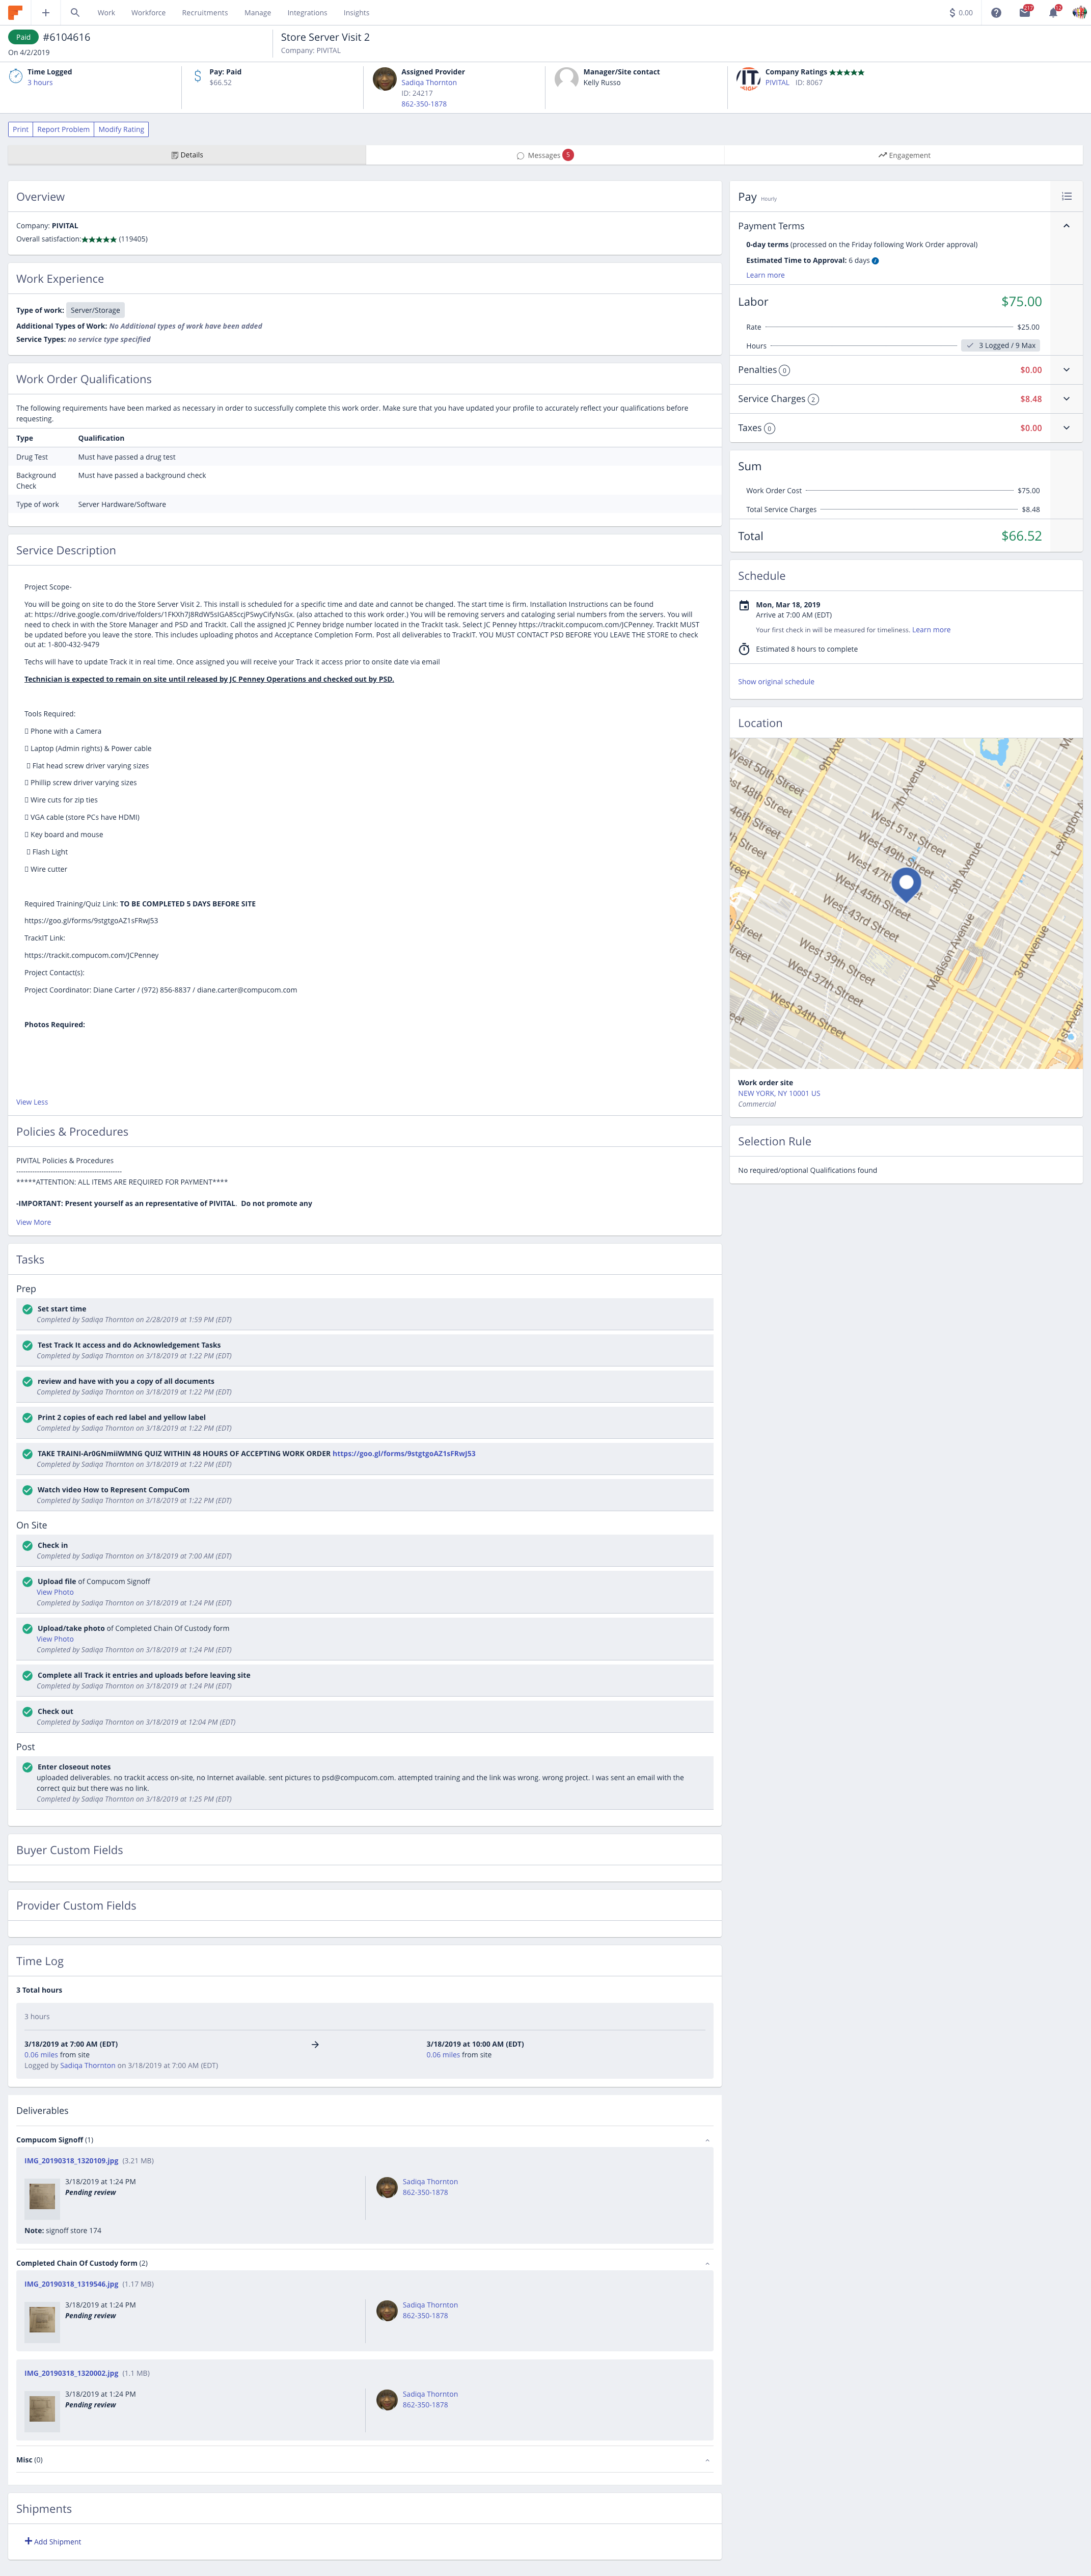 Work Workforce Recruitments Manage Integrations Insights $ 0.00
Paid #6104616
On 4/2/2019
Store Server Visit 2
Company: PIVITAL
Time Logged
3 hours
Pay: Paid
$66.52
Assigned Provider
Sadiqa Thornton
ID: 24217
862-350-1878
Manager/Site contact
Kelly Russo
Company Ratings ★★★★★
PIVITAL ID: 8067
Print Report Problem Modify Rating
Details
Messages 5
Engagement
Overview
Company: PIVITAL
Overall satisfaction:★★★★★ (119405)
Work Experience
Type of work: Server/Storage
Additional Types of Work: No Additional types of work have been added
Service Types: no service type specified
Work Order Qualifications
The following requirements have been marked as necessary in order to successfully complete this work order. Make sure that you have updated your profile to accurately reflect your qualifications before
requesting.
Type Qualification
Drug Test Must have passed a drug test
Background
Check
Must have passed a background check
Type of work Server Hardware/Software
Service Description
Project Scope-
You will be going on site to do the Store Server Visit 2. This install is scheduled for a specific time and date and cannot be changed. The start time is firm. Installation Instructions can be found
at: https://drive.google.com/drive/folders/1FKXh7J8RdW5sIGA8SccjPSwyCifyNsGx. (also attached to this work order.) You will be removing servers and cataloging serial numbers from the servers. You will
need to check in with the Store Manager and PSD and TrackIt. Call the assigned JC Penney bridge number located in the TrackIt task. Select JC Penney https://trackit.compucom.com/JCPenney. TrackIt MUST
be updated before you leave the store. This includes uploading photos and Acceptance Completion Form. Post all deliverables to TrackIT. YOU MUST CONTACT PSD BEFORE YOU LEAVE THE STORE to check
out at: 1-800-432-9479
Techs will have to update Track it in real time. Once assigned you will receive your Track it access prior to onsite date via email
Technician is expected to remain on site until released by JC Penney Operations and checked out by PSD.
Tools Required:
Phone with a Camera
Laptop (Admin rights) & Power cable
Flat head screw driver varying sizes
Phillip screw driver varying sizes
Wire cuts for zip ties
VGA cable (store PCs have HDMI)
Key board and mouse
Flash Light
Wire cutter
Required Training/Quiz Link: TO BE COMPLETED 5 DAYS BEFORE SITE
https://goo.gl/forms/9stgtgoAZ1sFRwJ53
TrackIT Link:
https://trackit.compucom.com/JCPenney
Project Contact(s):
Project Coordinator: Diane Carter / (972) 856-8837 / diane.carter@compucom.com
Photos Required:
View Less
Policies & Procedures
PIVITAL Policies & Procedures
--------------------------------------------
*****ATTENTION: ALL ITEMS ARE REQUIRED FOR PAYMENT****
-IMPORTANT: Present yourself as an representative of PIVITAL. Do not promote any
View More
Tasks
Prep
Set start time
Completed by Sadiqa Thornton on 2/28/2019 at 1:59 PM (EDT)
Test Track It access and do Acknowledgement Tasks
Completed by Sadiqa Thornton on 3/18/2019 at 1:22 PM (EDT)
review and have with you a copy of all documents
Completed by Sadiqa Thornton on 3/18/2019 at 1:22 PM (EDT)
Print 2 copies of each red label and yellow label
Completed by Sadiqa Thornton on 3/18/2019 at 1:22 PM (EDT)
TAKE TRAINI-Ar0GNmiiWMNG QUIZ WITHIN 48 HOURS OF ACCEPTING WORK ORDER https://goo.gl/forms/9stgtgoAZ1sFRwJ53
Completed by Sadiqa Thornton on 3/18/2019 at 1:22 PM (EDT)
Watch video How to Represent CompuCom
Completed by Sadiqa Thornton on 3/18/2019 at 1:22 PM (EDT)
On Site
Check in
Completed by Sadiqa Thornton on 3/18/2019 at 7:00 AM (EDT)
Upload file of Compucom Signoff
View Photo
Completed by Sadiqa Thornton on 3/18/2019 at 1:24 PM (EDT)
Upload/take photo of Completed Chain Of Custody form
View Photo
Completed by Sadiqa Thornton on 3/18/2019 at 1:24 PM (EDT)
Complete all Track it entries and uploads before leaving site
Completed by Sadiqa Thornton on 3/18/2019 at 1:24 PM (EDT)
Check out
Completed by Sadiqa Thornton on 3/18/2019 at 12:04 PM (EDT)
Post
Enter closeout notes
uploaded deliverables. no trackit access on-site, no Internet available. sent pictures to psd@compucom.com. attempted training and the link was wrong. wrong project. I was sent an email with the
correct quiz but there was no link.
Completed by Sadiqa Thornton on 3/18/2019 at 1:25 PM (EDT)
Buyer Custom Fields
Provider Custom Fields
Time Log
3 Total hours
3 hours
3/18/2019 at 7:00 AM (EDT) → 3/18/2019 at 10:00 AM (EDT)
0.06 miles from site 0.06 miles from site
Logged by Sadiqa Thornton on 3/18/2019 at 7:00 AM (EDT)
Deliverables
Compucom Signoff (1)
IMG_20190318_1320109.jpg (3.21 MB)
3/18/2019 at 1:24 PM
Pending review
Sadiqa Thornton
862-350-1878
Note: signoff store 174
Completed Chain Of Custody form (2)
IMG_20190318_1319546.jpg (1.17 MB)
3/18/2019 at 1:24 PM
Pending review
Sadiqa Thornton
862-350-1878
IMG_20190318_1320002.jpg (1.1 MB)
3/18/2019 at 1:24 PM
Pending review
Sadiqa Thornton
862-350-1878
Misc (0)
Shipments
+ Add Shipment
Pay Hourly
Payment Terms
0-day terms (processed on the Friday following Work Order approval)
Estimated Time to Approval: 6 days
Learn more
Labor $75.00
Rate $25.00
Hours 3 Logged / 9 Max
Penalties 0 $0.00
Service Charges 2 $8.48
Taxes 0 $0.00
Sum
Work Order Cost $75.00
Total Service Charges $8.48
Total $66.52
Schedule
Mon, Mar 18, 2019
Arrive at 7:00 AM (EDT)
Your first check in will be measured for timeliness. Learn more
Estimated 8 hours to complete
Show original schedule
Location
West 50th Street
9th Ave
7th Avenue
West 48th Street
West 51st Street
West 49th Street
West 47th
46th Street
West 45th Street
5th Avenue
Lexington A
West 43rd Street
West 39th Street
West 37th Street
West 34th Street
Madison Avenue
3rd Avenue
1st Aven
Work order site
NEW YORK, NY 10001 US
Commercial
Selection Rule
No required/optional Qualifications found